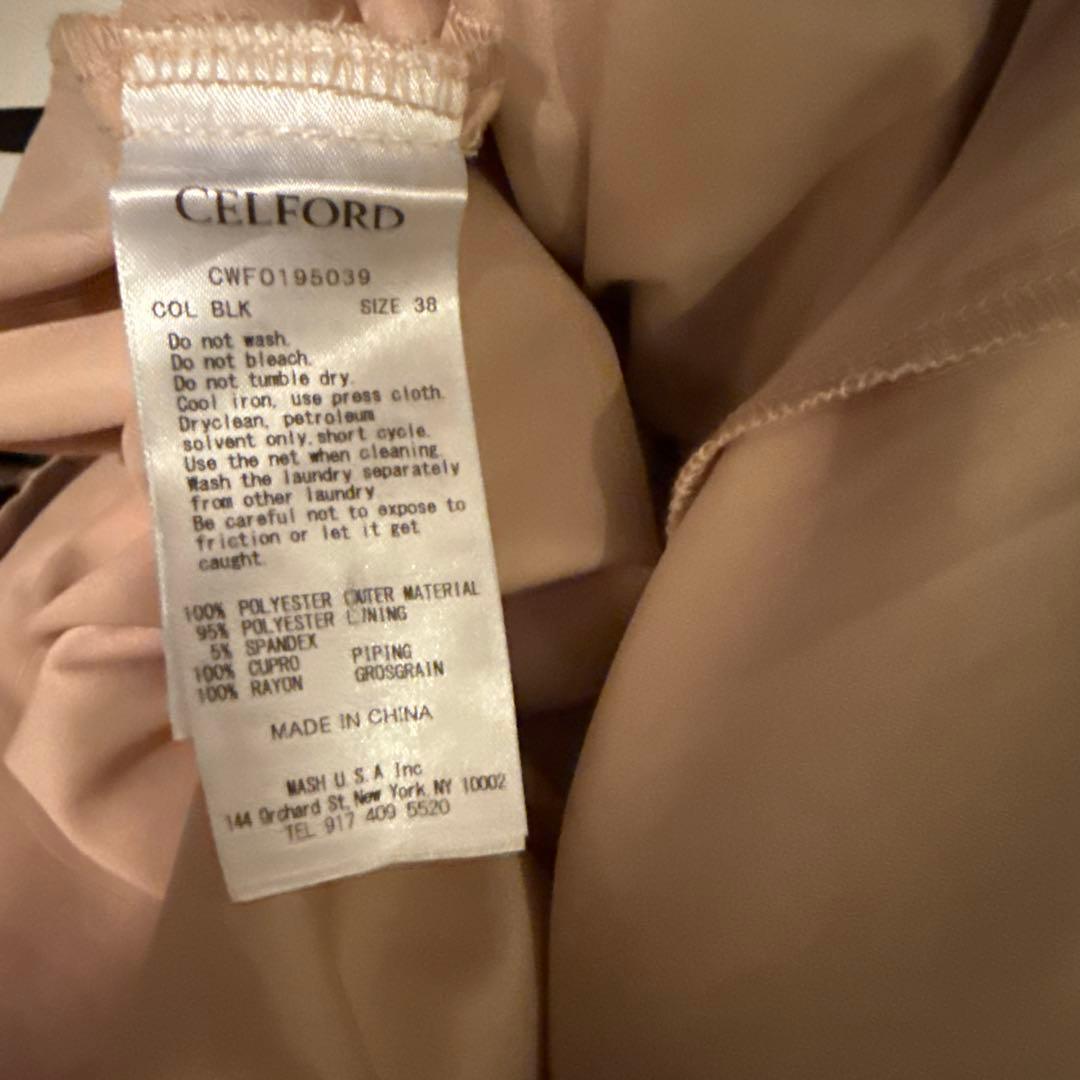 CELFORD
CWFO195039
COL BLK SIZE 38
Do not wash.
Do not bleach.
Do not tumble dry.
Cool iron, use press cloth.
Dryclean, petroleum
solvent only,short cycle.
Use the net when cleaning.
Wash the laundry separately
from other laundry.
Be careful not to expose to
friction or let it get
caught.
100% POLYESTER OUTER MATERIAL
95% POLYESTER LINING
5% SPANDEX
100% CUPRO PIPING
100% RAYON GROSGRAIN
MADE IN CHINA
MASH U.S.A Inc
144 Orchard St, New York, NY 10002
TEL 917 409 5520